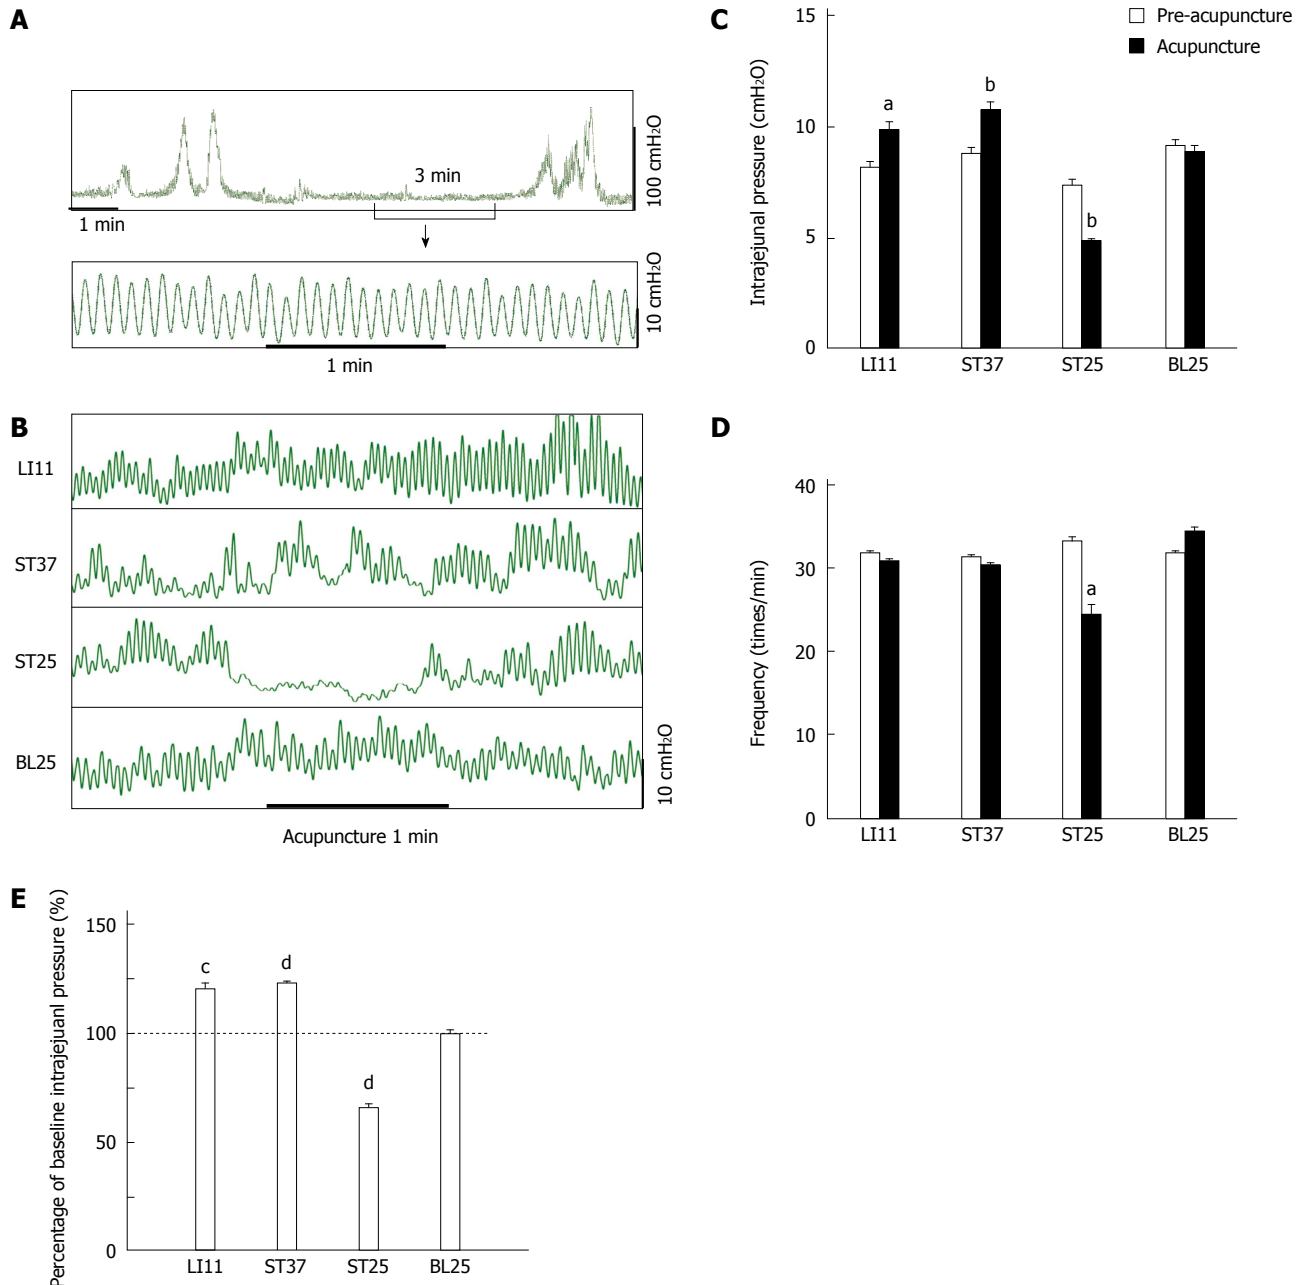 A
100 cmH₂O
3 min
1 min
10 cmH₂O
1 min
B
LI11
ST37
ST25
BL25
10 cmH₂O
Acupuncture 1 min
C
Pre-acupuncture
Acupuncture
Intrajejunal pressure (cmH₂O)
15
10
5
0
a
b
b
LI11 ST37 ST25 BL25
D
Frequency (times/min)
40
30
20
10
0
a
LI11 ST37 ST25 BL25
E
Percentage of baseline intrajejuanl pressure (%)
150
100
50
0
c
d
d
LI11 ST37 ST25 BL25